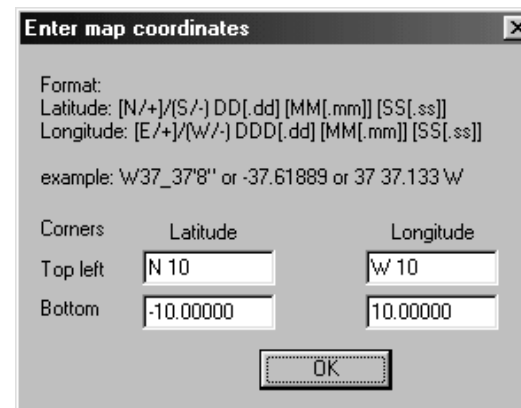 Enter map coordinates
Format:
Latitude: [N/+]/(S/-) DD[.dd] [MM[.mm]] [SS[.ss]]
Longitude: [E/+]/(W/-) DDD[.dd] [MM[.mm]] [SS[.ss]]
example: W37_37'8" or -37.61889 or 37 37.133 W
Corners Latitude Longitude
Top left N 10 W 10
Bottom -10.00000 10.00000
OK